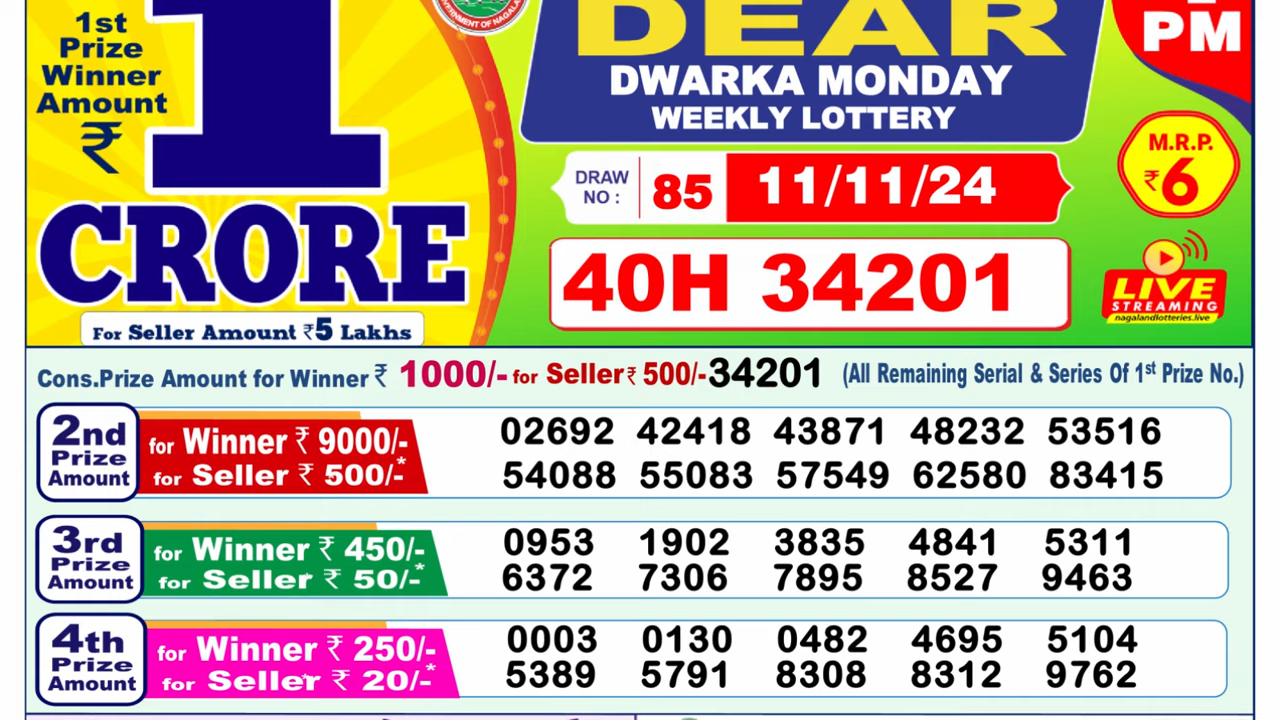 1st
Prize
Winner
Amount
₹
1
CRORE
For Seller Amount ₹5 Lakhs
GOVERNMENT OF NAGALA
DEAR
DWARKA MONDAY
WEEKLY LOTTERY
PM
M.R.P.
₹6
DRAW NO : 85 11/11/24
40H 34201
LIVE
STREAMING
nagalandlotteries.live
Cons.Prize Amount for Winner ₹ 1000/- for Seller ₹ 500/- 34201 (All Remaining Serial & Series Of 1st Prize No.)
2nd
Prize
Amount
for Winner ₹ 9000/-
for Seller ₹ 500/-*
02692 42418 43871 48232 53516
54088 55083 57549 62580 83415
3rd
Prize
Amount
for Winner ₹ 450/-
for Seller ₹ 50/-*
0953 1902 3835 4841 5311
6372 7306 7895 8527 9463
4th
Prize
Amount
for Winner ₹ 250/-
for Seller ₹ 20/-*
0003 0130 0482 4695 5104
5389 5791 8308 8312 9762